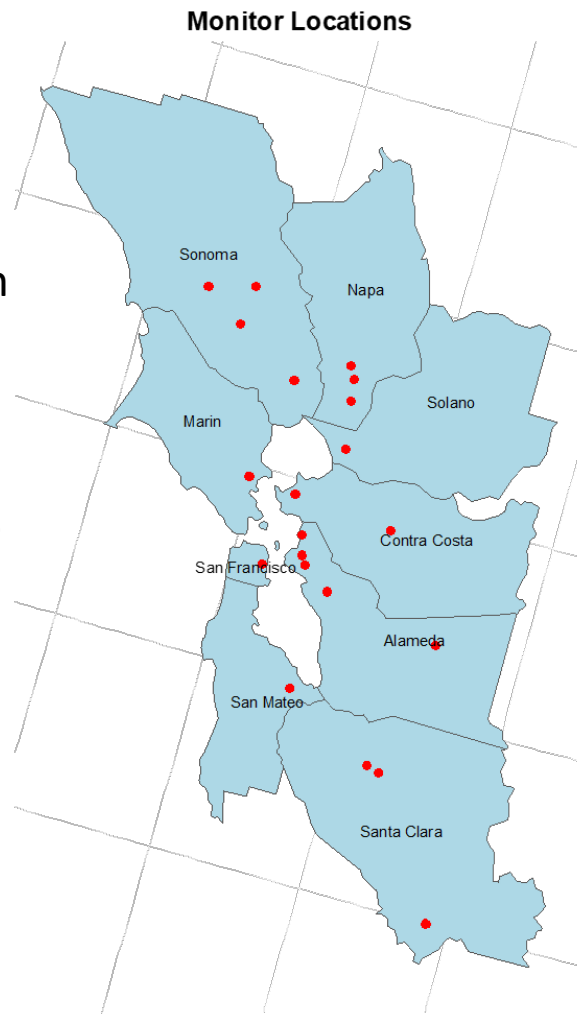 Monitor Locations
Sonoma
n
Napa
Solano
Marin
Contra Costa
San Francisco
Alameda
San Mateo
Santa Clara